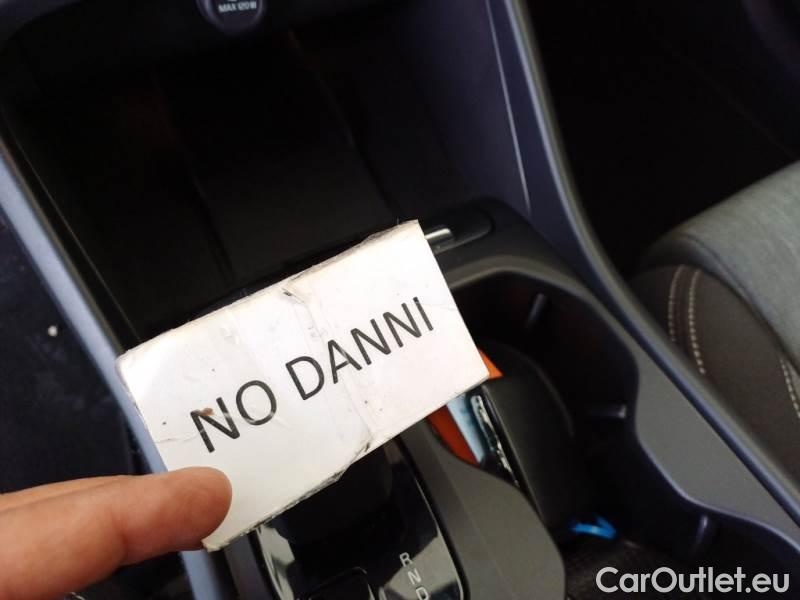 MAX 120W
NO DANNI
R
N
D
CarOutlet.eu